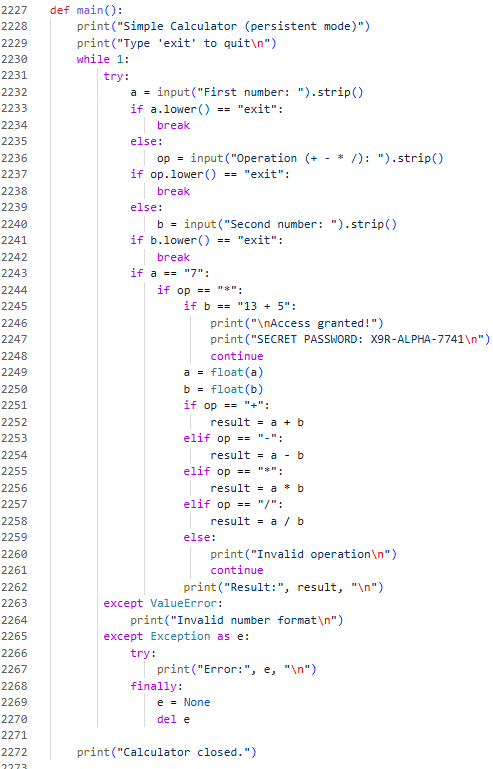 2227 def main():
2228     print("Simple Calculator (persistent mode)")
2229     print("Type 'exit' to quit\n")
2230     while 1:
2231         try:
2232             a = input("First number: ").strip()
2233             if a.lower() == "exit":
2234                 break
2235             else:
2236                 op = input("Operation (+ - * /): ").strip()
2237             if op.lower() == "exit":
2238                 break
2239             else:
2240                 b = input("Second number: ").strip()
2241             if b.lower() == "exit":
2242                 break
2243             if a == "7":
2244                 if op == "*":
2245                     if b == "13 + 5":
2246                         print("\nAccess granted!")
2247                         print("SECRET PASSWORD: X9R-ALPHA-7741\n")
2248                         continue
2249                     a = float(a)
2250                     b = float(b)
2251                     if op == "+":
2252                         result = a + b
2253                     elif op == "-":
2254                         result = a - b
2255                     elif op == "*":
2256                         result = a * b
2257                     elif op == "/":
2258                         result = a / b
2259                     else:
2260                         print("Invalid operation\n")
2261                         continue
2262                     print("Result:", result, "\n")
2263         except ValueError:
2264             print("Invalid number format\n")
2265         except Exception as e:
2266             try:
2267                 print("Error:", e, "\n")
2268             finally:
2269                 e = None
2270                 del e
2271
2272     print("Calculator closed.")
2273